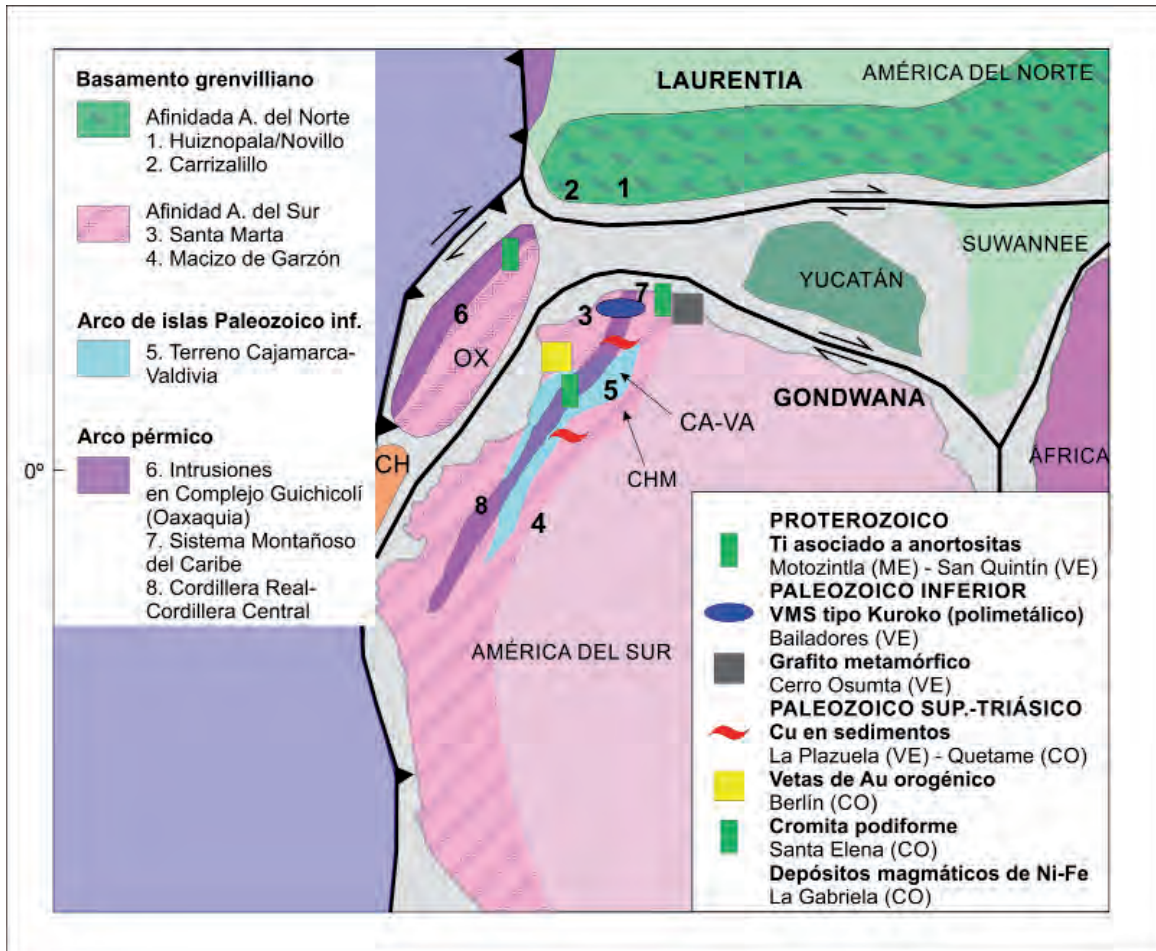 Basamento grenvilliano
Afinidada A. del Norte
1. Huiznopala/Novillo
2. Carrizalillo
Afinidad A. del Sur
3. Santa Marta
4. Macizo de Garzón
Arco de islas Paleozoico inf.
5. Terreno Cajamarca-
Valdivia
Arco pérmico
6. Intrusiones
en Complejo Guichicolí
(Oaxaquia)
7. Sistema Montañoso
del Caribe
8. Cordillera Real-
Cordillera Central
0º
LAURENTIA
AMÉRICA DEL NORTE
2
1
SUWANNEE
YUCATÁN
6
OX
3
7
5
CA-VA
GONDWANA
AFRICA
CH
CHM
8
4
AMÉRICA DEL SUR
PROTEROZOICO
Ti asociado a anortositas
Motozintla (ME) - San Quintín (VE)
PALEOZOICO INFERIOR
VMS tipo Kuroko (polimetálico)
Bailadores (VE)
Grafito metamórfico
Cerro Osumta (VE)
PALEOZOICO SUP.-TRIÁSICO
Cu en sedimentos
La Plazuela (VE) - Quetame (CO)
Vetas de Au orogénico
Berlín (CO)
Cromita podiforme
Santa Elena (CO)
Depósitos magmáticos de Ni-Fe
La Gabriela (CO)